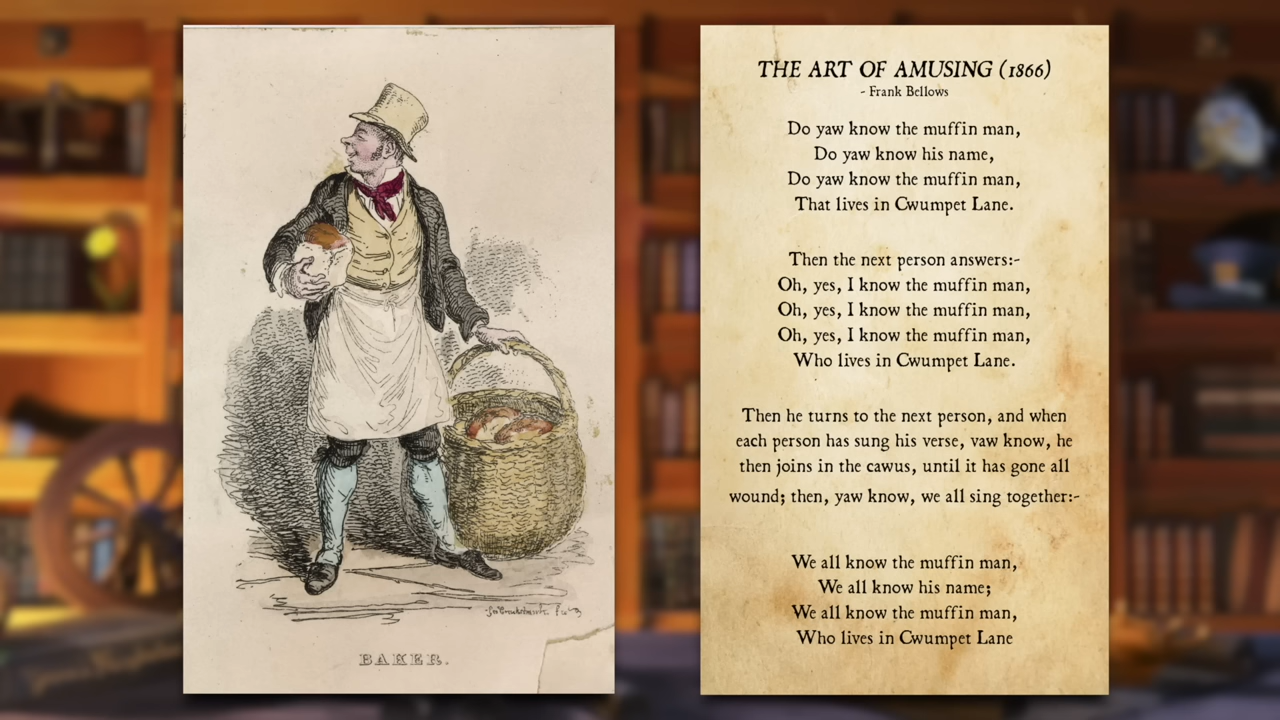 BAKER.
THE ART OF AMUSING (1866)
- Frank Bellows
Do yaw know the muffin man,
Do yaw know his name,
Do yaw know the muffin man,
That lives in Cwumpet Lane.
Then the next person answers:-
Oh, yes, I know the muffin man,
Oh, yes, I know the muffin man,
Oh, yes, I know the muffin man,
Who lives in Cwumpet Lane.
Then he turns to the next person, and when
each person has sung his verse, vaw know, he
then joins in the cawus, until it has gone all
wound; then, yaw know, we all sing together:-
We all know the muffin man,
We all know his name;
We all know the muffin man,
Who lives in Cwumpet Lane